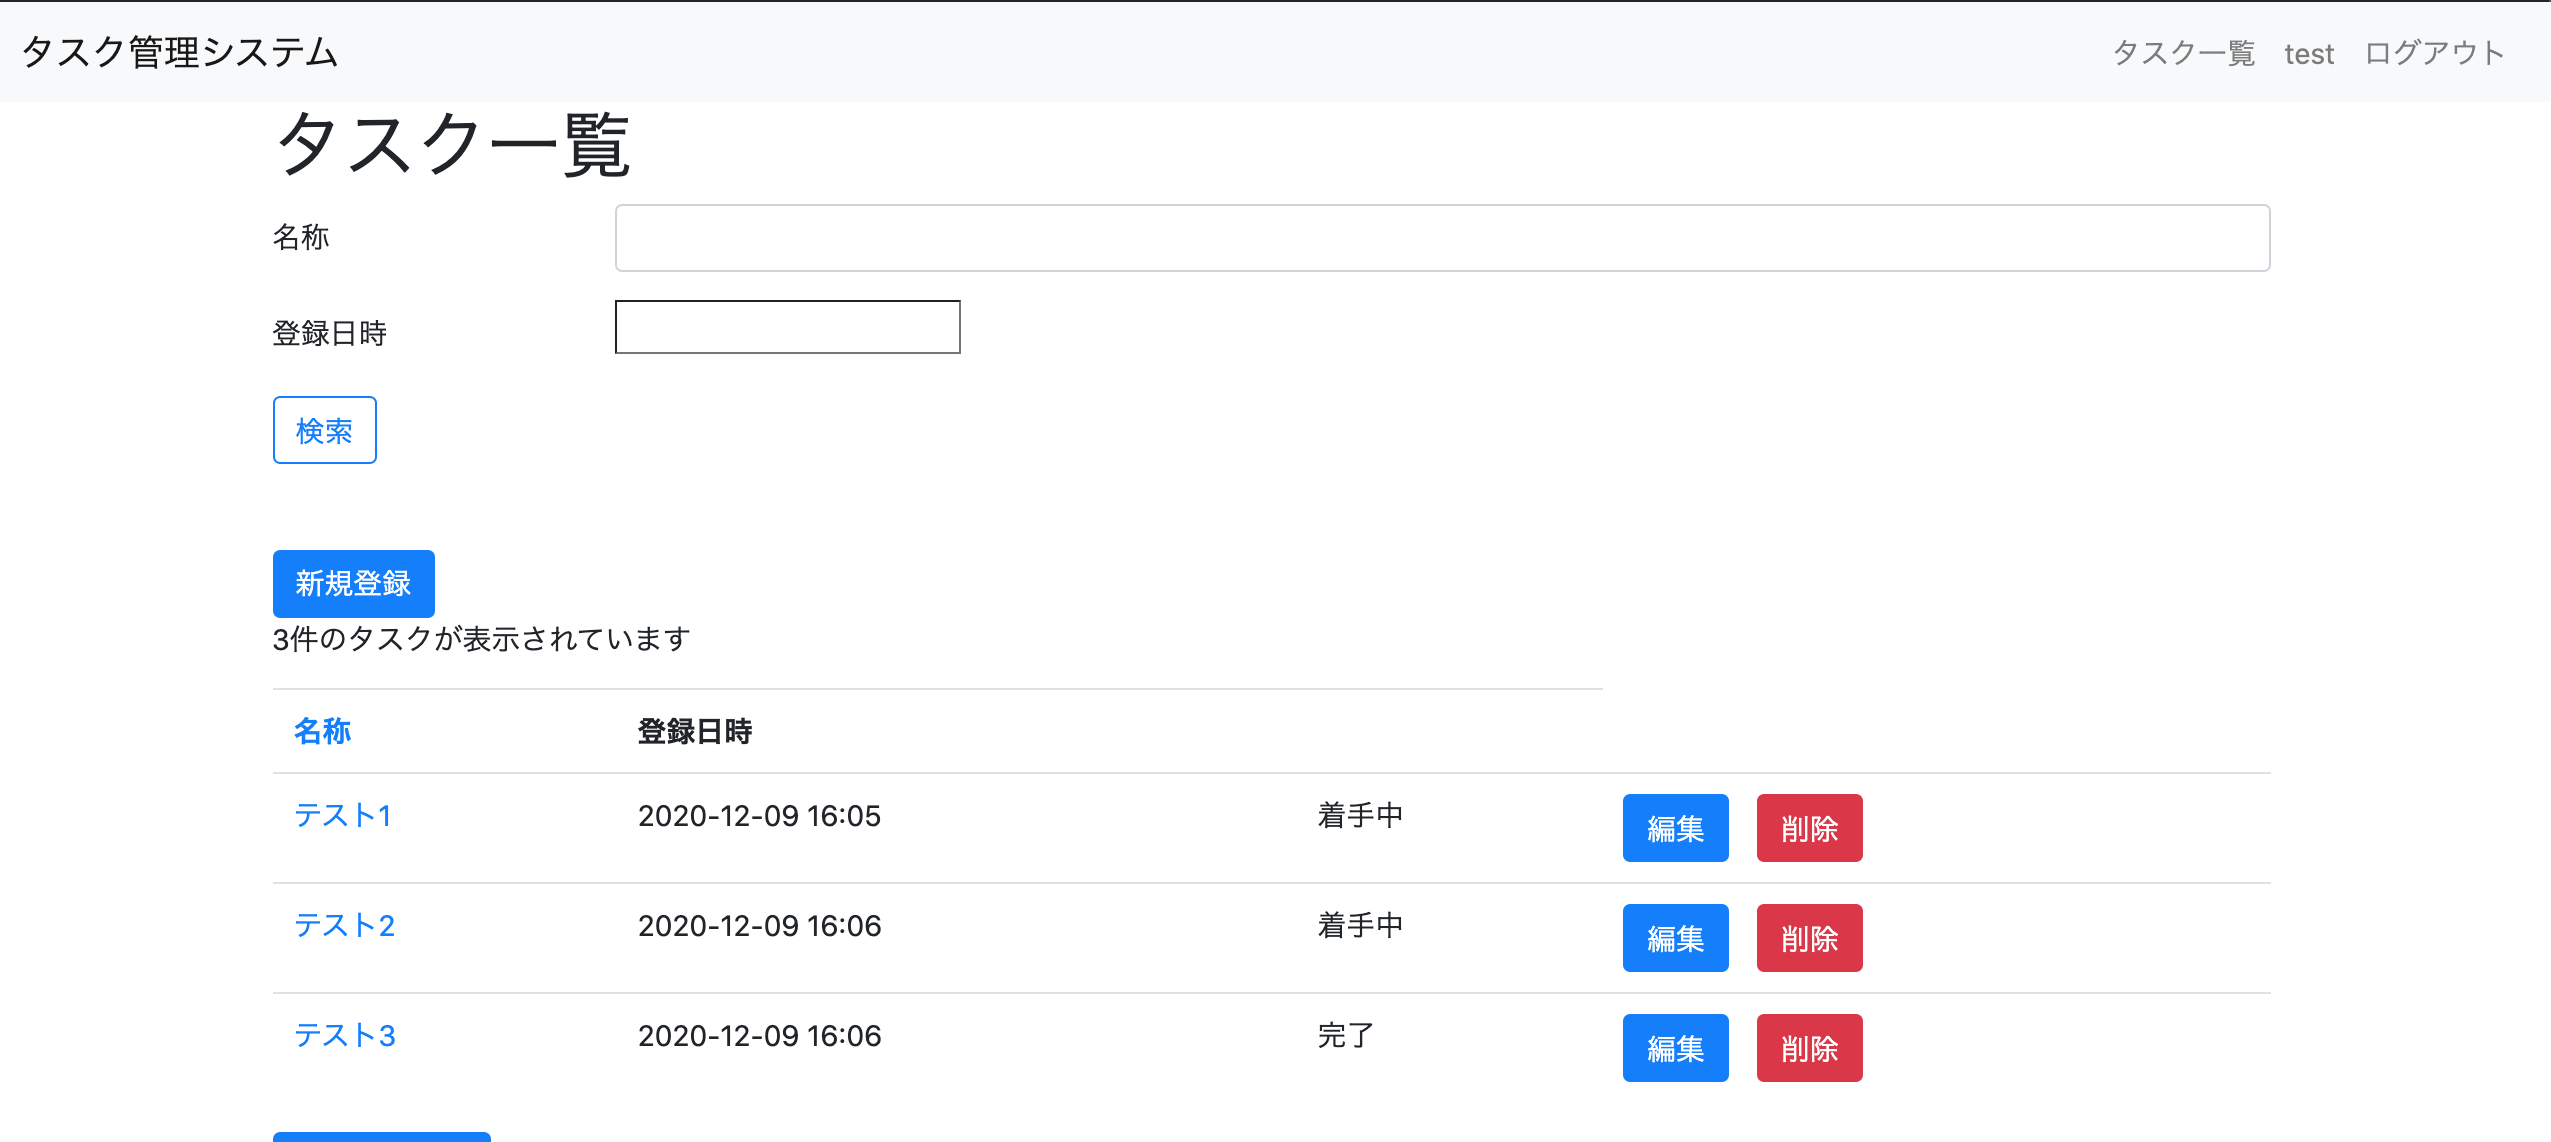 タスク管理システム タスク一覧 test ログアウト
タスク一覧
名称
登録日時
検索
新規登録
3件のタスクが表示されています
名称 登録日時
テスト1 2020-12-09 16:05 着手中 編集 削除
テスト2 2020-12-09 16:06 着手中 編集 削除
テスト3 2020-12-09 16:06 完了 編集 削除